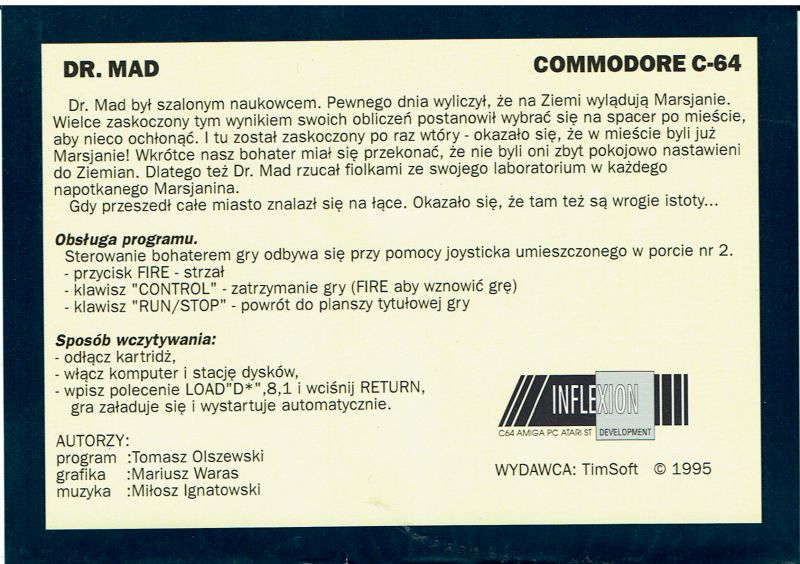 DR. MAD
COMMODORE C-64
Dr. Mad był szalonym naukowcem. Pewnego dnia wyliczył, że na Ziemi wylądują Marsjanie.
Wielce zaskoczony tym wynikiem swoich obliczeń postanowił wybrać się na spacer po mieście,
aby nieco ochłonąć. I tu został zaskoczony po raz wtóry - okazało się, że w mieście byli już
Marsjanie! Wkrótce nasz bohater miał się przekonać, że nie byli oni zbyt pokojowo nastawieni
do Ziemian. Dlatego też Dr. Mad rzucał fiolkami ze swojego laboratorium w każdego
napotkanego Marsjanina.
Gdy przeszedł całe miasto znalazł się na łące. Okazało się, że tam też są wrogie istoty...
Obsługa programu.
Sterowanie bohaterem gry odbywa się przy pomocy joysticka umieszczonego w porcie nr 2.
- przycisk FIRE - strzał
- klawisz "CONTROL" - zatrzymanie gry (FIRE aby wznowić grę)
- klawisz "RUN/STOP" - powrót do planszy tytułowej gry
Sposób wczytywania:
- odłącz kartridż,
- włącz komputer i stację dysków,
- wpisz polecenie LOAD"D*",8,1 i wciśnij RETURN,
gra załaduje się i wystartuje automatycznie.
INFLEXION
C64 AMIGA PC ATARI ST DEVELOPMENT
AUTORZY:
program :Tomasz Olszewski
grafika :Mariusz Waras
muzyka :Miłosz Ignatowski
WYDAWCA: TimSoft © 1995